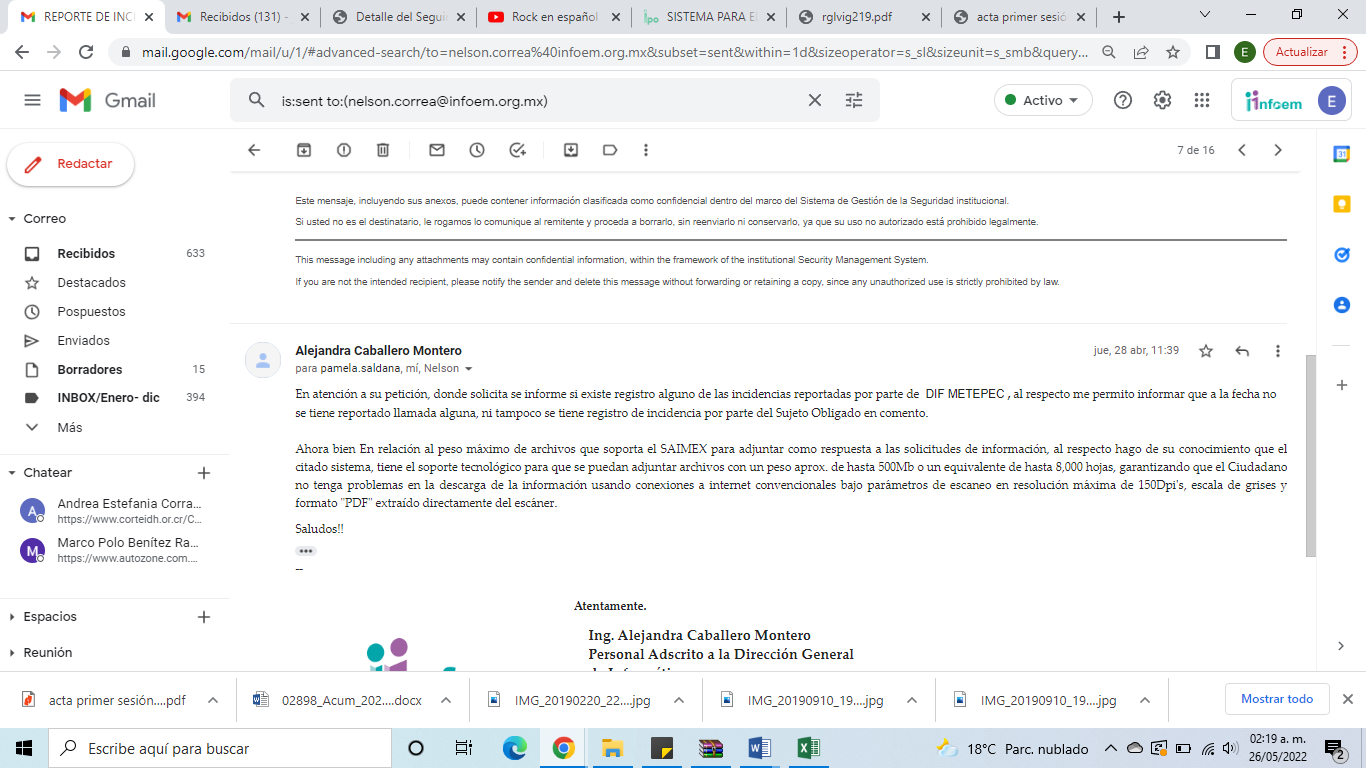 REPORTE DE INCI
Recibidos (131) -
Detalle del Segui
Rock en español
SISTEMA PARA EL
rglvig219.pdf
acta primer sesió
mail.google.com/mail/u/1/#advanced-search/to=nelson.correa%40infoem.org.mx&subset=sent&within=1d&sizeoperator=s_sl&sizeunit=s_smb&query...
E
Actualizar
Gmail
is:sent to:(nelson.correa@infoem.org.mx)
Activo
infoem
E
Redactar
7 de 16
Correo
Recibidos 633
Destacados
Pospuestos
Enviados
Borradores 15
INBOX/Enero- dic 394
Más
Chatear
Andrea Estefania Corra...
https://www.corteidh.or.cr/C...
Marco Polo Benítez Ra...
https://www.autozone.com....
Espacios
Reunión
Este mensaje, incluyendo sus anexos, puede contener información clasificada como confidencial dentro del marco del Sistema de Gestión de la Seguridad institucional.
Si usted no es el destinatario, le rogamos lo comunique al remitente y proceda a borrarlo, sin reenviarlo ni conservarlo, ya que su uso no autorizado está prohibido legalmente.
This message including any attachments may contain confidential information, within the framework of the institutional Security Management System.
If you are not the intended recipient, please notify the sender and delete this message without forwarding or retaining a copy, since any unauthorized use is strictly prohibited by law.
Alejandra Caballero Montero
jue, 28 abr, 11:39
para pamela.saldana, mí, Nelson
En atención a su petición, donde solicita se informe si existe registro alguno de las incidencias reportadas por parte de DIF METEPEC , al respecto me permito informar que a la fecha no
se tiene reportado llamada alguna, ni tampoco se tiene registro de incidencia por parte del Sujeto Obligado en comento.
Ahora bien En relación al peso máximo de archivos que soporta el SAIMEX para adjuntar como respuesta a las solicitudes de información, al respecto hago de su conocimiento que el
citado sistema, tiene el soporte tecnológico para que se puedan adjuntar archivos con un peso aprox. de hasta 500Mb o un equivalente de hasta 8,000 hojas, garantizando que el Ciudadano
no tenga problemas en la descarga de la información usando conexiones a internet convencionales bajo parámetros de escaneo en resolución máxima de 150Dpi's, escala de grises y
formato "PDF" extraído directamente del escáner.
Saludos!!
--
Atentamente.
Ing. Alejandra Caballero Montero
Personal Adscrito a la Dirección General
de Informática
acta primer sesión....pdf
02898_Acum_202....docx
IMG_20190220_22....jpg
IMG_20190910_19....jpg
IMG_20190910_19....jpg
Mostrar todo
Escribe aquí para buscar
18°C Parc. nublado
02:19 a. m.
26/05/2022
2